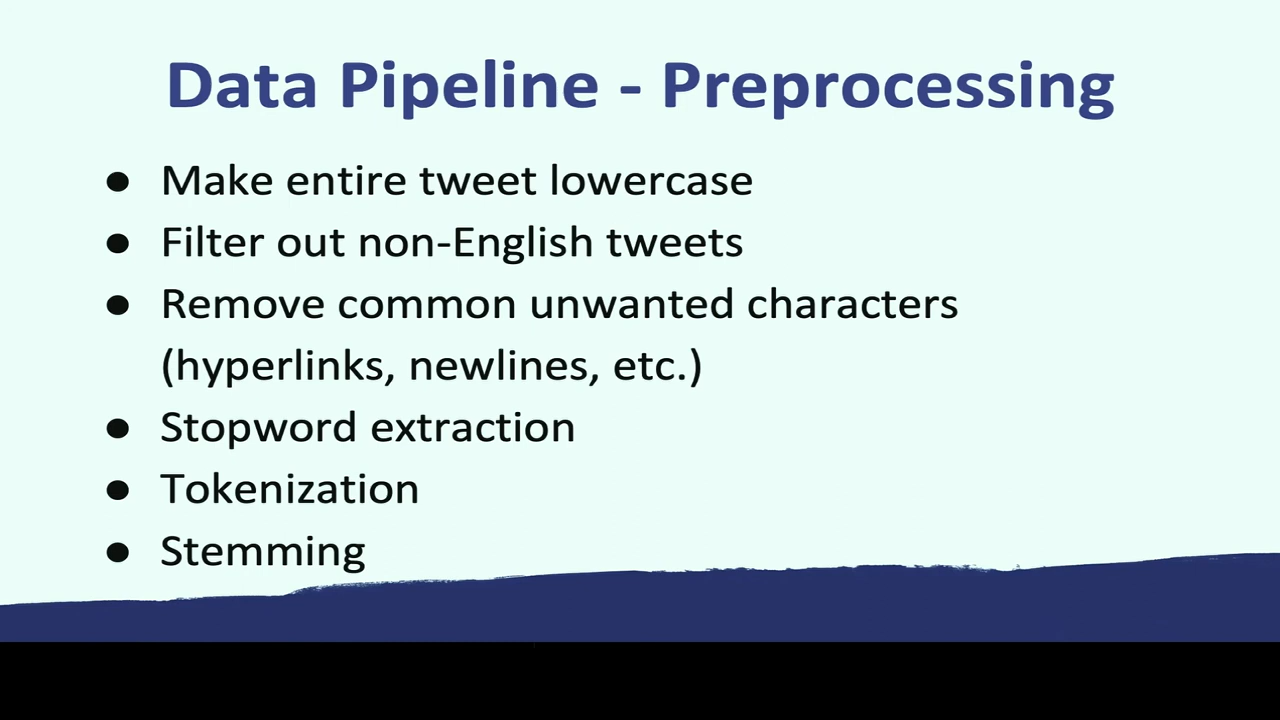 Data Pipeline - Preprocessing
● Make entire tweet lowercase
● Filter out non-English tweets
● Remove common unwanted characters
(hyperlinks, newlines, etc.)
● Stopword extraction
● Tokenization
● Stemming